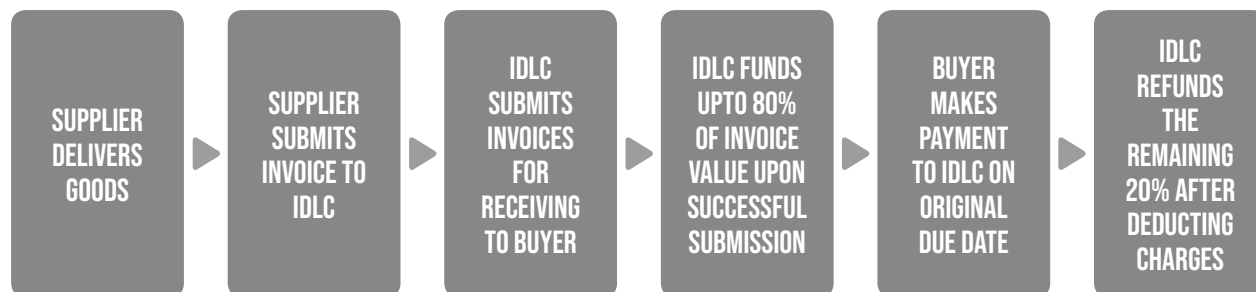 SUPPLIER
DELIVERS
GOODS
SUPPLIER
SUBMITS
INVOICE TO
IDLC
IDLC
SUBMITS
INVOICES
FOR
RECEIVING
TO BUYER
IDLC FUNDS
UPTO 80%
OF INVOICE
VALUE UPON
SUCCESSFUL
SUBMISSION
BUYER
MAKES
PAYMENT
TO IDLC ON
ORIGINAL
DUE DATE
IDLC
REFUNDS
THE
REMAINING
20% AFTER
DEDUCTING
CHARGES